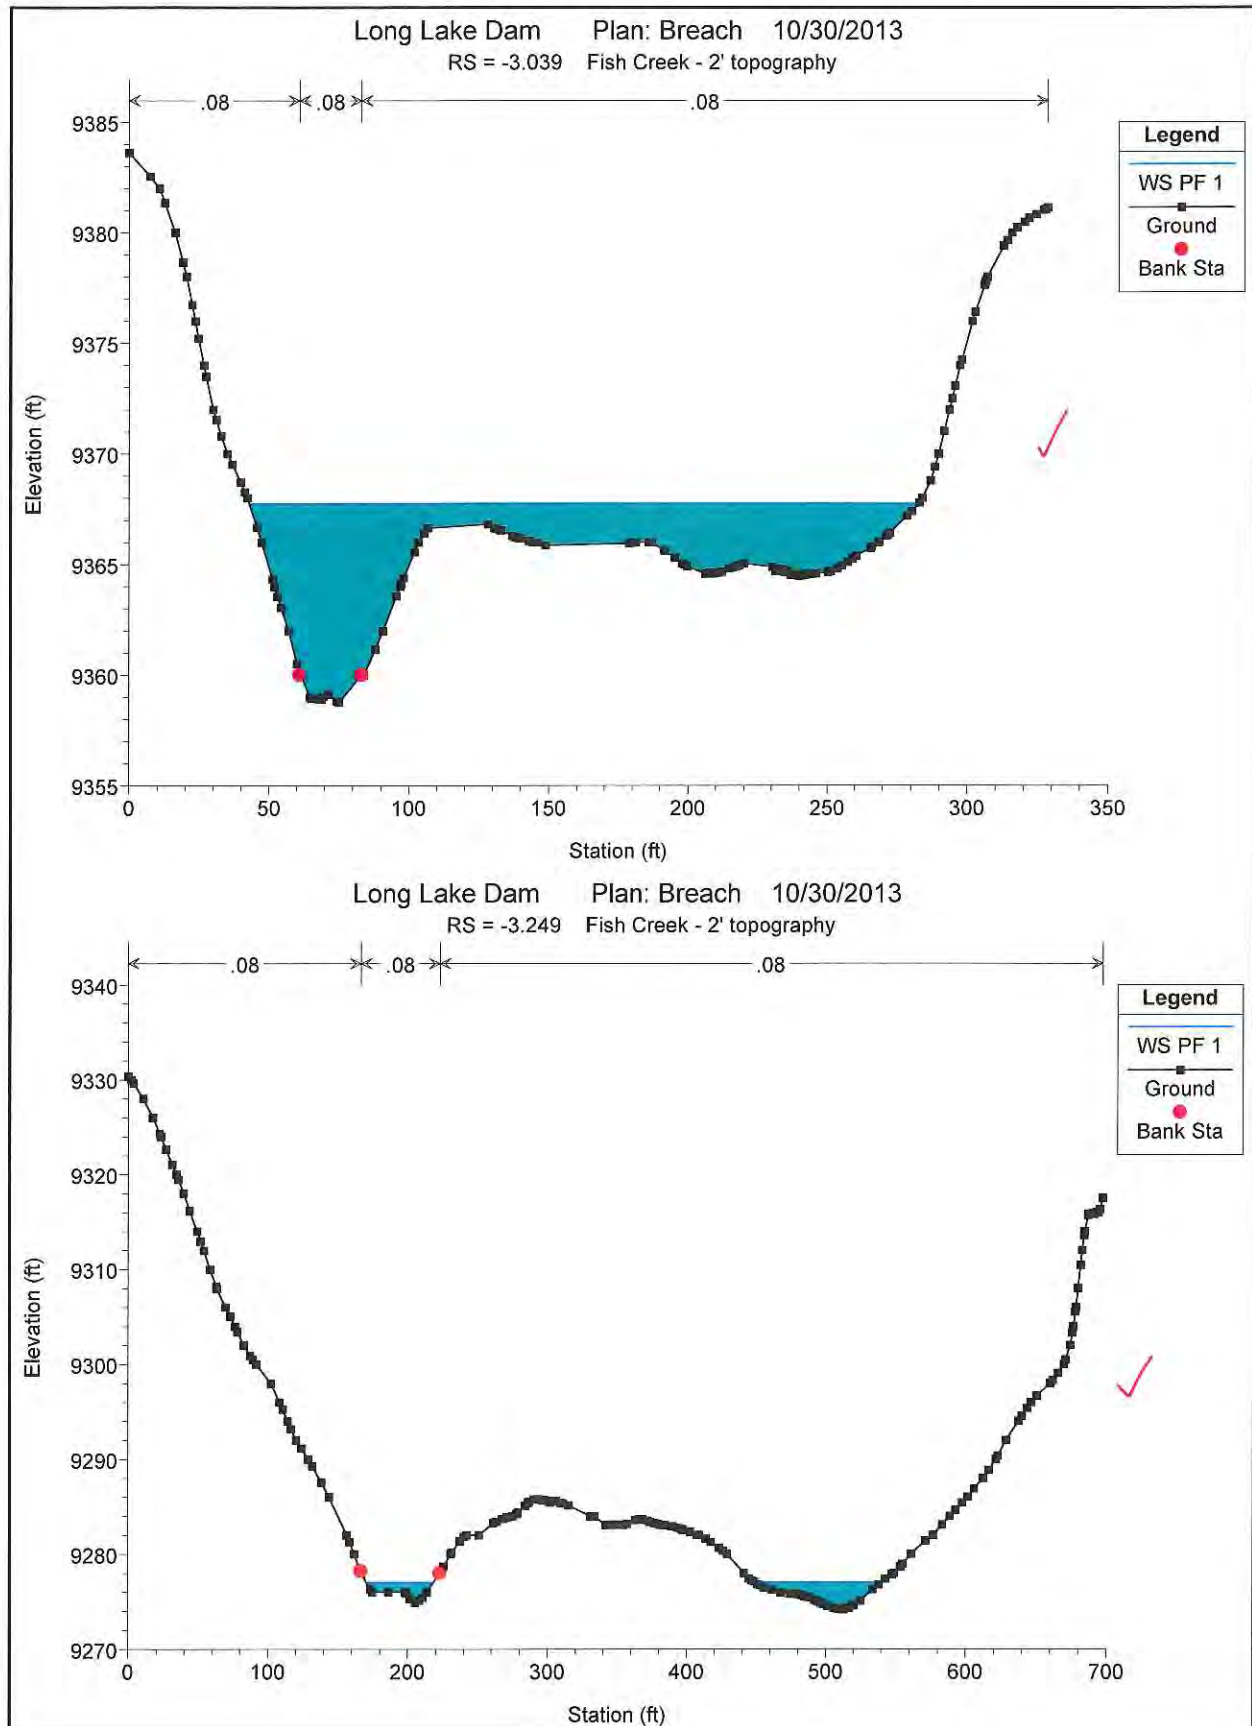 Long Lake Dam Plan: Breach 10/30/2013
RS = -3.039 Fish Creek - 2' topography
.08 .08 .08
Legend
WS PF 1
Ground
Bank Sta
Elevation (ft)
9385
9380
9375
9370
9365
9360
9355
0 50 100 150 200 250 300 350
Station (ft)
Long Lake Dam Plan: Breach 10/30/2013
RS = -3.249 Fish Creek - 2' topography
.08 .08 .08
Legend
WS PF 1
Ground
Bank Sta
Elevation (ft)
9340
9330
9320
9310
9300
9290
9280
9270
0 100 200 300 400 500 600 700
Station (ft)